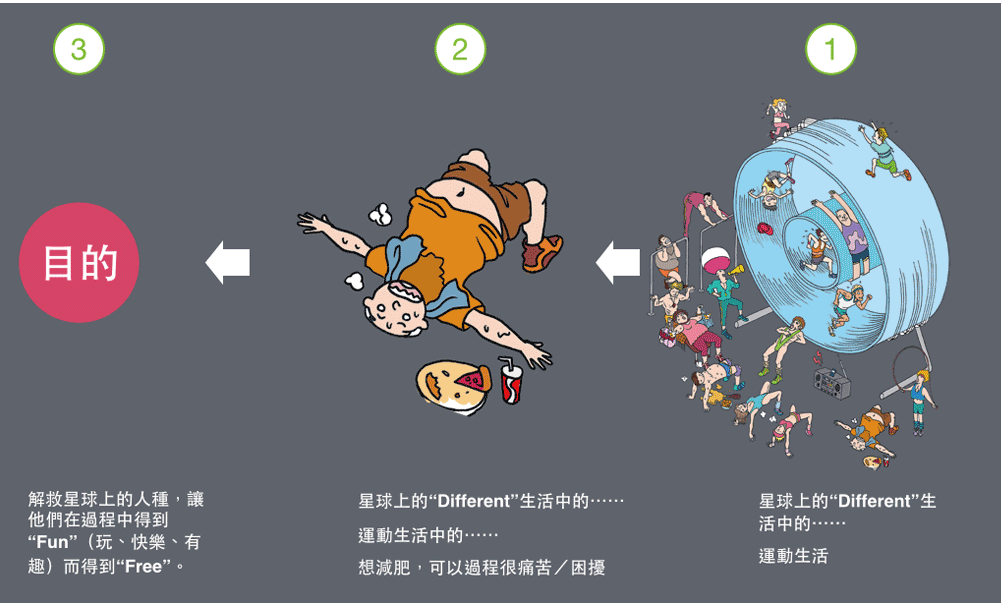 3
2
1
目的
解救星球上的人種，讓
他們在過程中得到
“Fun”（玩、快樂、有
趣）而得到“Free”。
星球上的“Different”生活中的……
運動生活中的……
想減肥，可以過程很痛苦／困擾
星球上的“Different”生
活中的……
運動生活